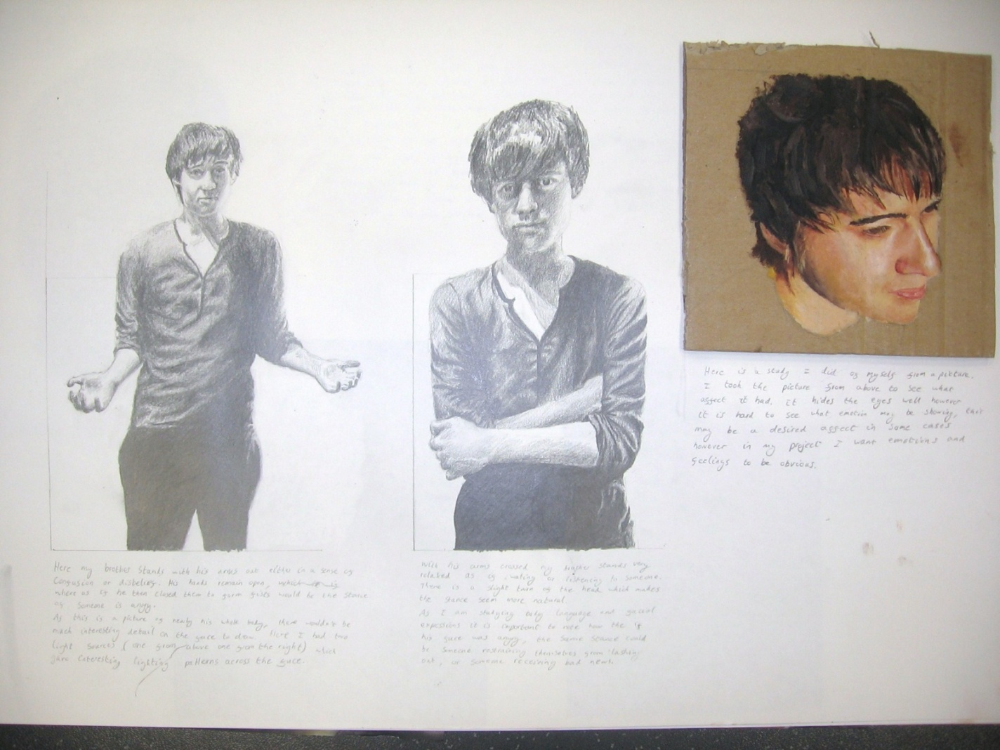 Here my brother stands with his arms out either in a sense of
confusion or disbelief. His hands remain open, which
where as if he then closed them to form fists would be the stance
of someone is angry.
As this is a picture of nearly his whole body, there wouldn't be
much interesting detail on the face to draw. Here I had two
light sources (one from above one from the right) which
gave interesting lighting patterns across the face.
With his arms crossed my brother stands very
relaxed as if waiting or listening to someone.
There is a slight turn of the head which makes
the stance seem more natural.
As I am studying body language and facial
expessions it is important to note how the if
his face was angry, the same stance could
be someone restraining themselves from 'lashing
out', or someone receiving bad news.
Here is a study I did of myself from a picture.
I took the picture from above to see what
affect it had. It hides the eyes well however
it is hard to see what emotion may be showing, this
may be a desired affect in some cases
however in my project I want emotions and
feelings to be obvious.